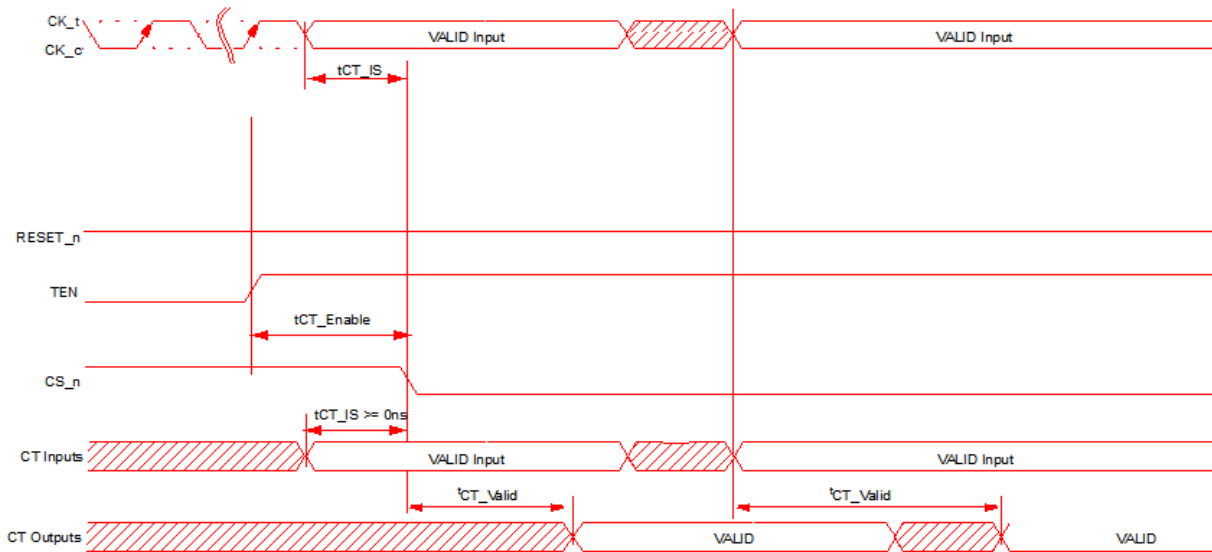 CK_t
CK_c
VALID Input
VALID Input
tCT_IS
RESET_n
TEN
tCT_Enable
CS_n
tCT_IS >= 0ns
CT Inputs
VALID Input
VALID Input
tCT_Valid
tCT_Valid
CT Outputs
VALID
VALID